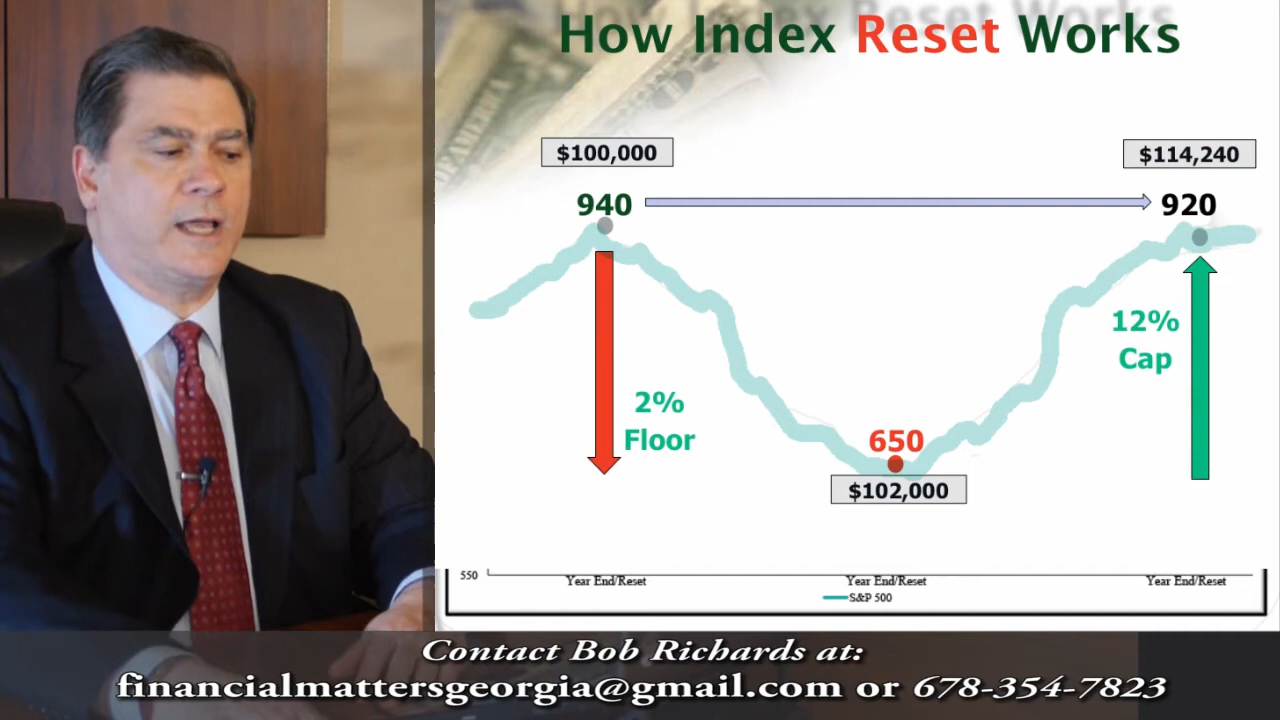 How Index Reset Works
$100,000
$114,240
940
920
12%
Cap
2%
Floor
650
$102,000
550
Year End/Reset
Year End/Reset
Year End/Reset
S&P 500
Contact Bob Richards at:
financialmattersgeorgia@gmail.com or 678-354-7823